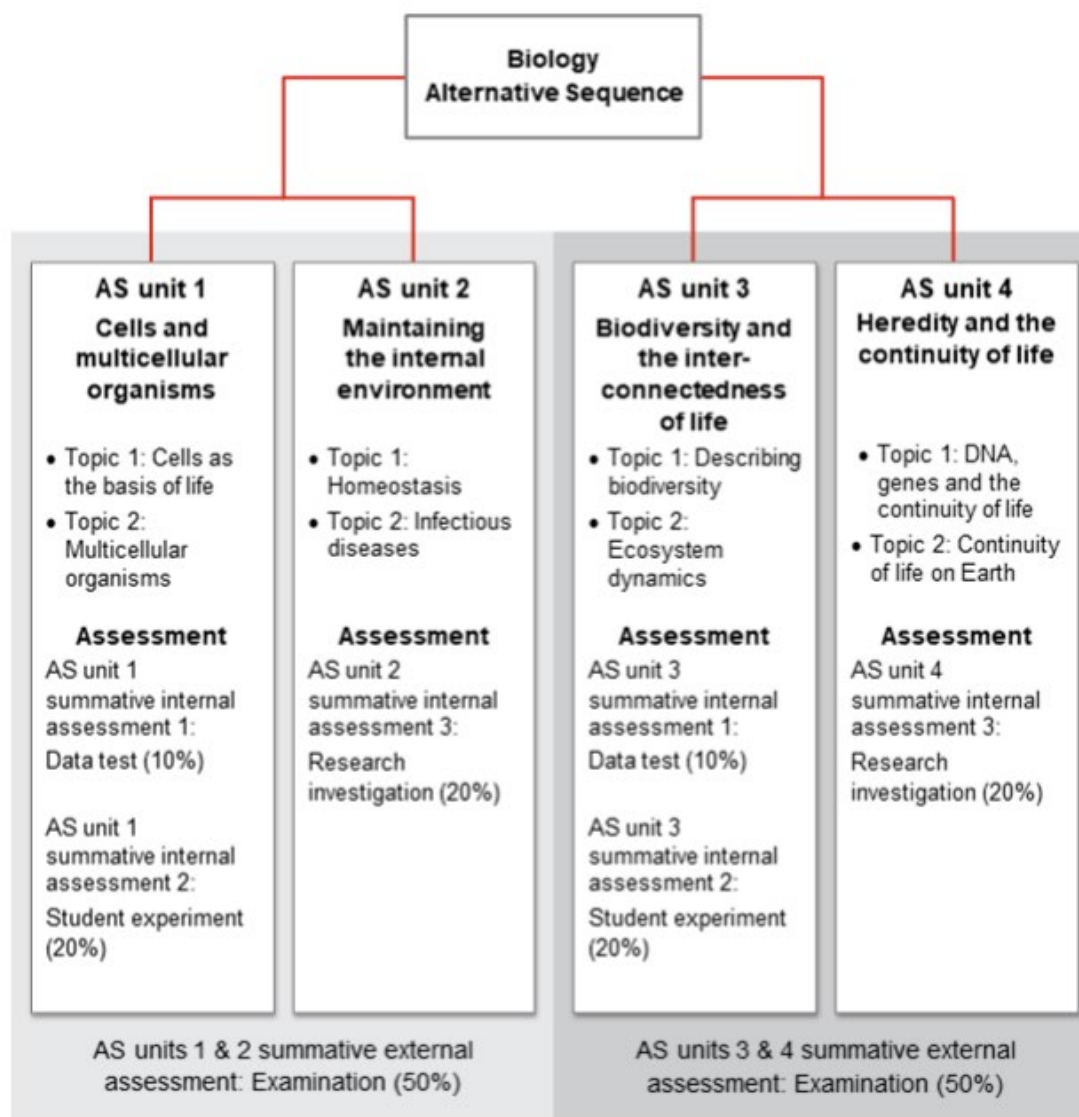 Biology
Alternative Sequence
AS unit 1
Cells and
multicellular
organisms
• Topic 1: Cells as
the basis of life
• Topic 2:
Multicellular
organisms
Assessment
AS unit 1
summative internal
assessment 1:
Data test (10%)
AS unit 1
summative internal
assessment 2:
Student experiment
(20%)
AS unit 2
Maintaining
the internal
environment
• Topic 1:
Homeostasis
• Topic 2: Infectious
diseases
Assessment
AS unit 2
summative internal
assessment 3:
Research
investigation (20%)
AS units 1 & 2 summative external
assessment: Examination (50%)
AS unit 3
Biodiversity and
the inter-
connectedness
of life
• Topic 1: Describing
biodiversity
• Topic 2:
Ecosystem
dynamics
Assessment
AS unit 3
summative internal
assessment 1:
Data test (10%)
AS unit 3
summative internal
assessment 2:
Student experiment
(20%)
AS unit 4
Heredity and the
continuity of life
• Topic 1: DNA,
genes and the
continuity of life
• Topic 2: Continuity
of life on Earth
Assessment
AS unit 4
summative internal
assessment 3:
Research
investigation (20%)
AS units 3 & 4 summative external
assessment: Examination (50%)